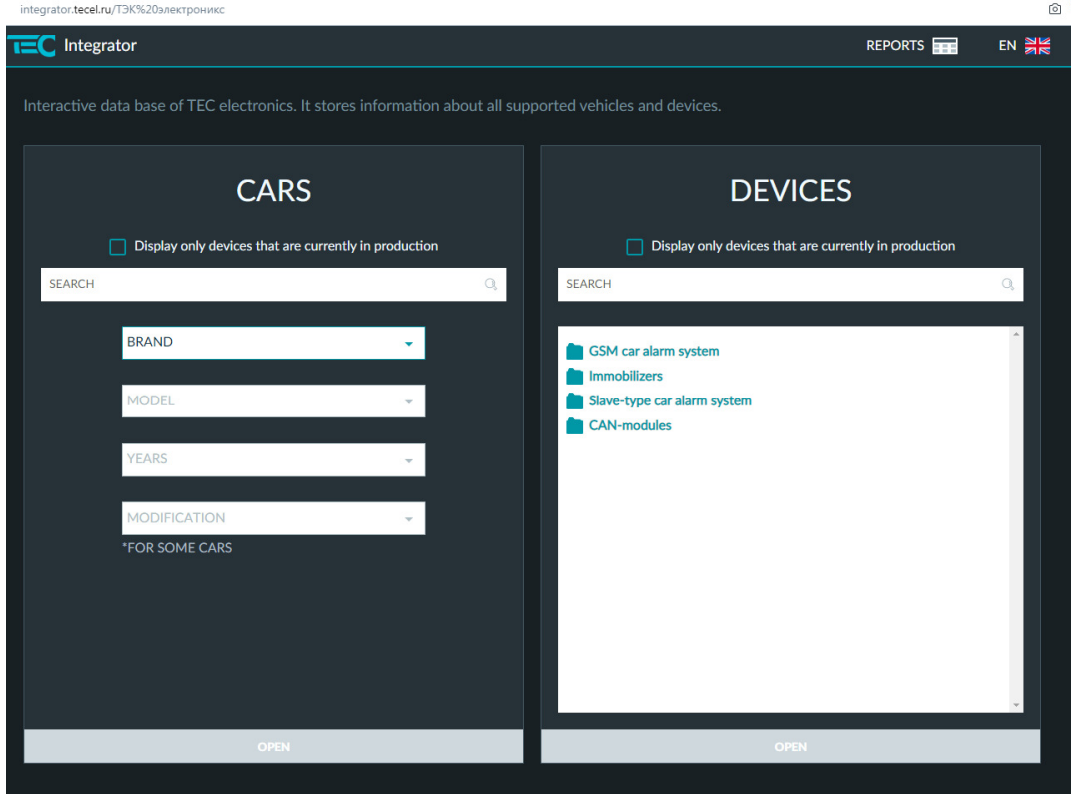 integrator.tecel.ru/ТЭК%20электроникс
TEC Integrator
REPORTS
EN
Interactive data base of TEC electronics. It stores information about all supported vehicles and devices.
CARS
Display only devices that are currently in production
SEARCH
BRAND
MODEL
YEARS
MODIFICATION
*FOR SOME CARS
OPEN
DEVICES
Display only devices that are currently in production
SEARCH
GSM car alarm system
Immobilizers
Slave-type car alarm system
CAN-modules
OPEN